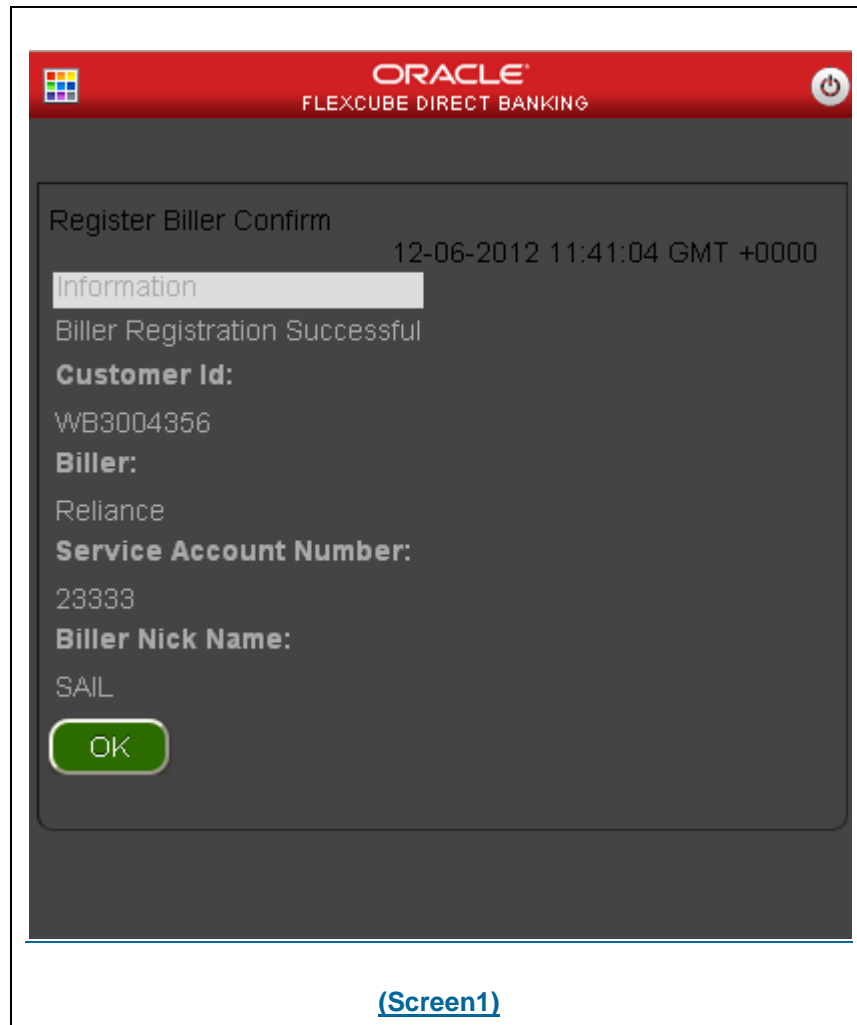 ORACLE
FLEXCUBE DIRECT BANKING
Register Biller Confirm
12-06-2012 11:41:04 GMT +0000
Information
Biller Registration Successful
Customer Id:
WB3004356
Biller:
Reliance
Service Account Number:
23333
Biller Nick Name:
SAIL
OK
(Screen1)